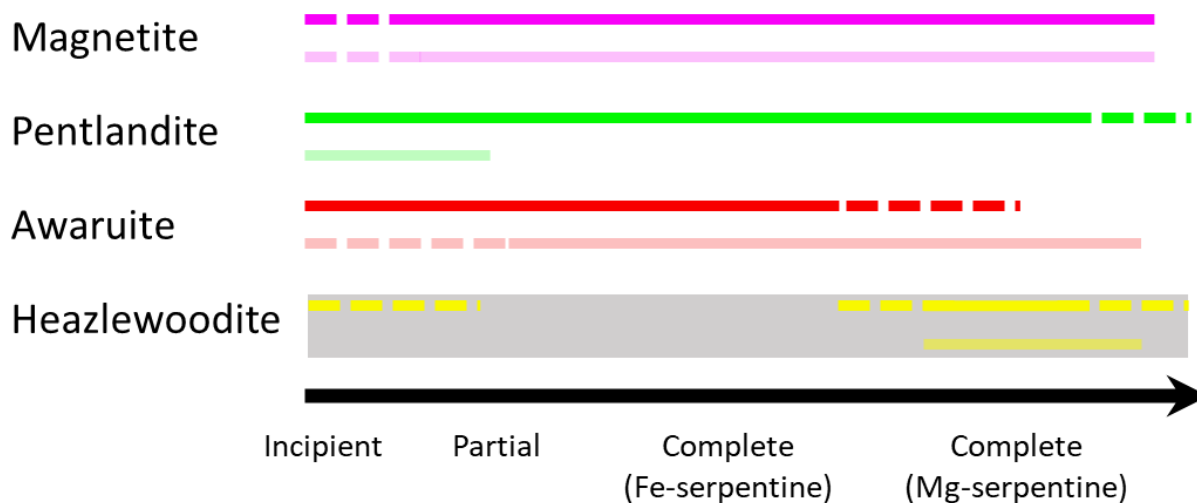 Magnetite
Pentlandite
Awaruite
Heazlewoodite
Incipient
Partial
Complete
(Fe-serpentine)
Complete
(Mg-serpentine)